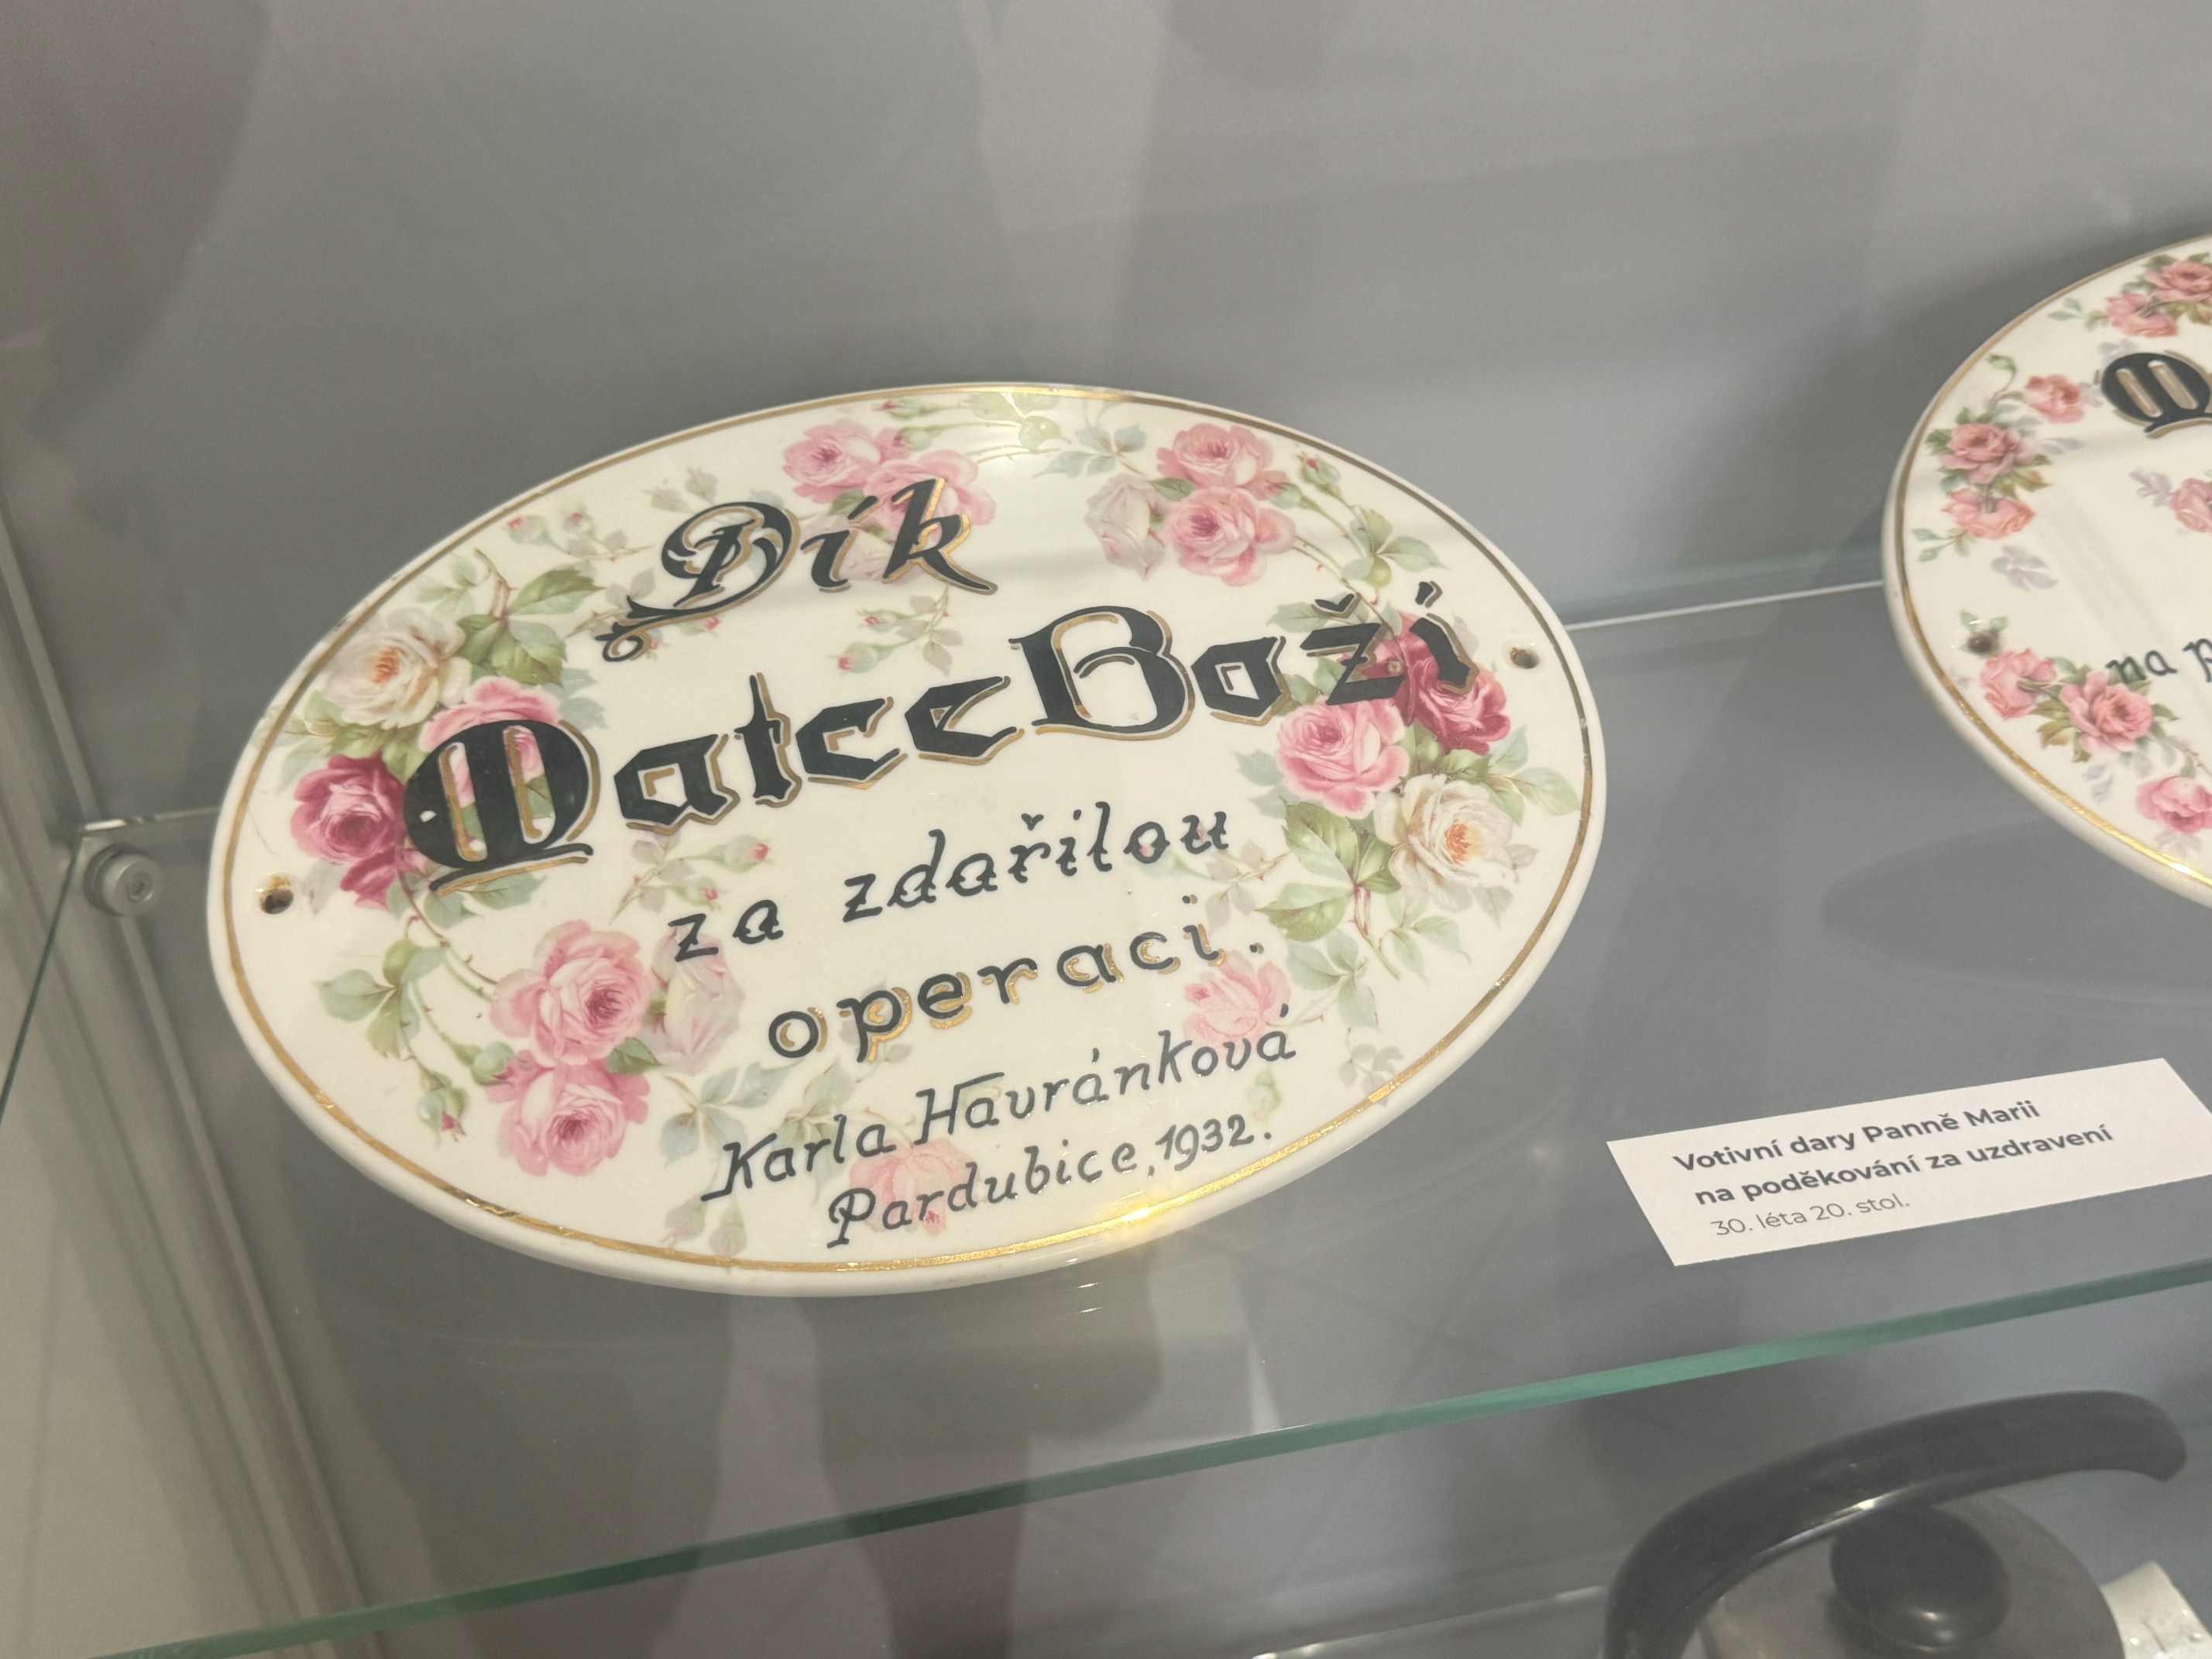 Dík
Matce Boží
za zdařilou
operaci.
Karla Havránková
Pardubice, 1932.
na
Votivní dary Panně Marii
na poděkování za uzdravení
30. léta 20. stol.